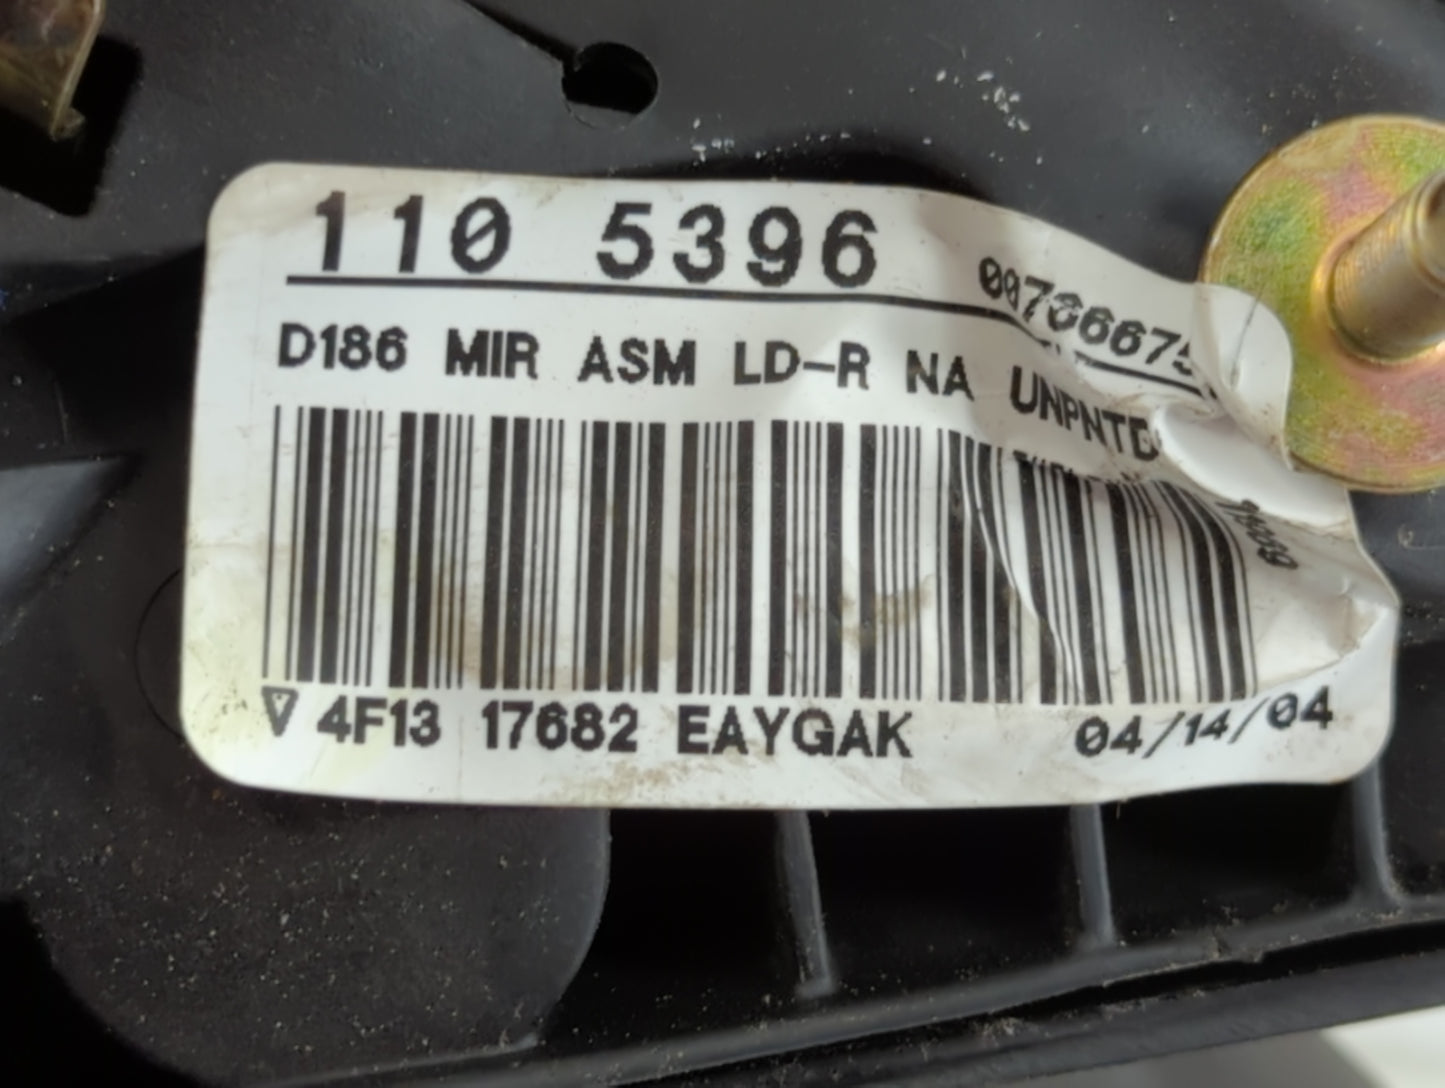 110 5396
D186 MIR ASM LD-R NA UNPNTD
∇ 4F13 17682 EAYGAK 04/14/04